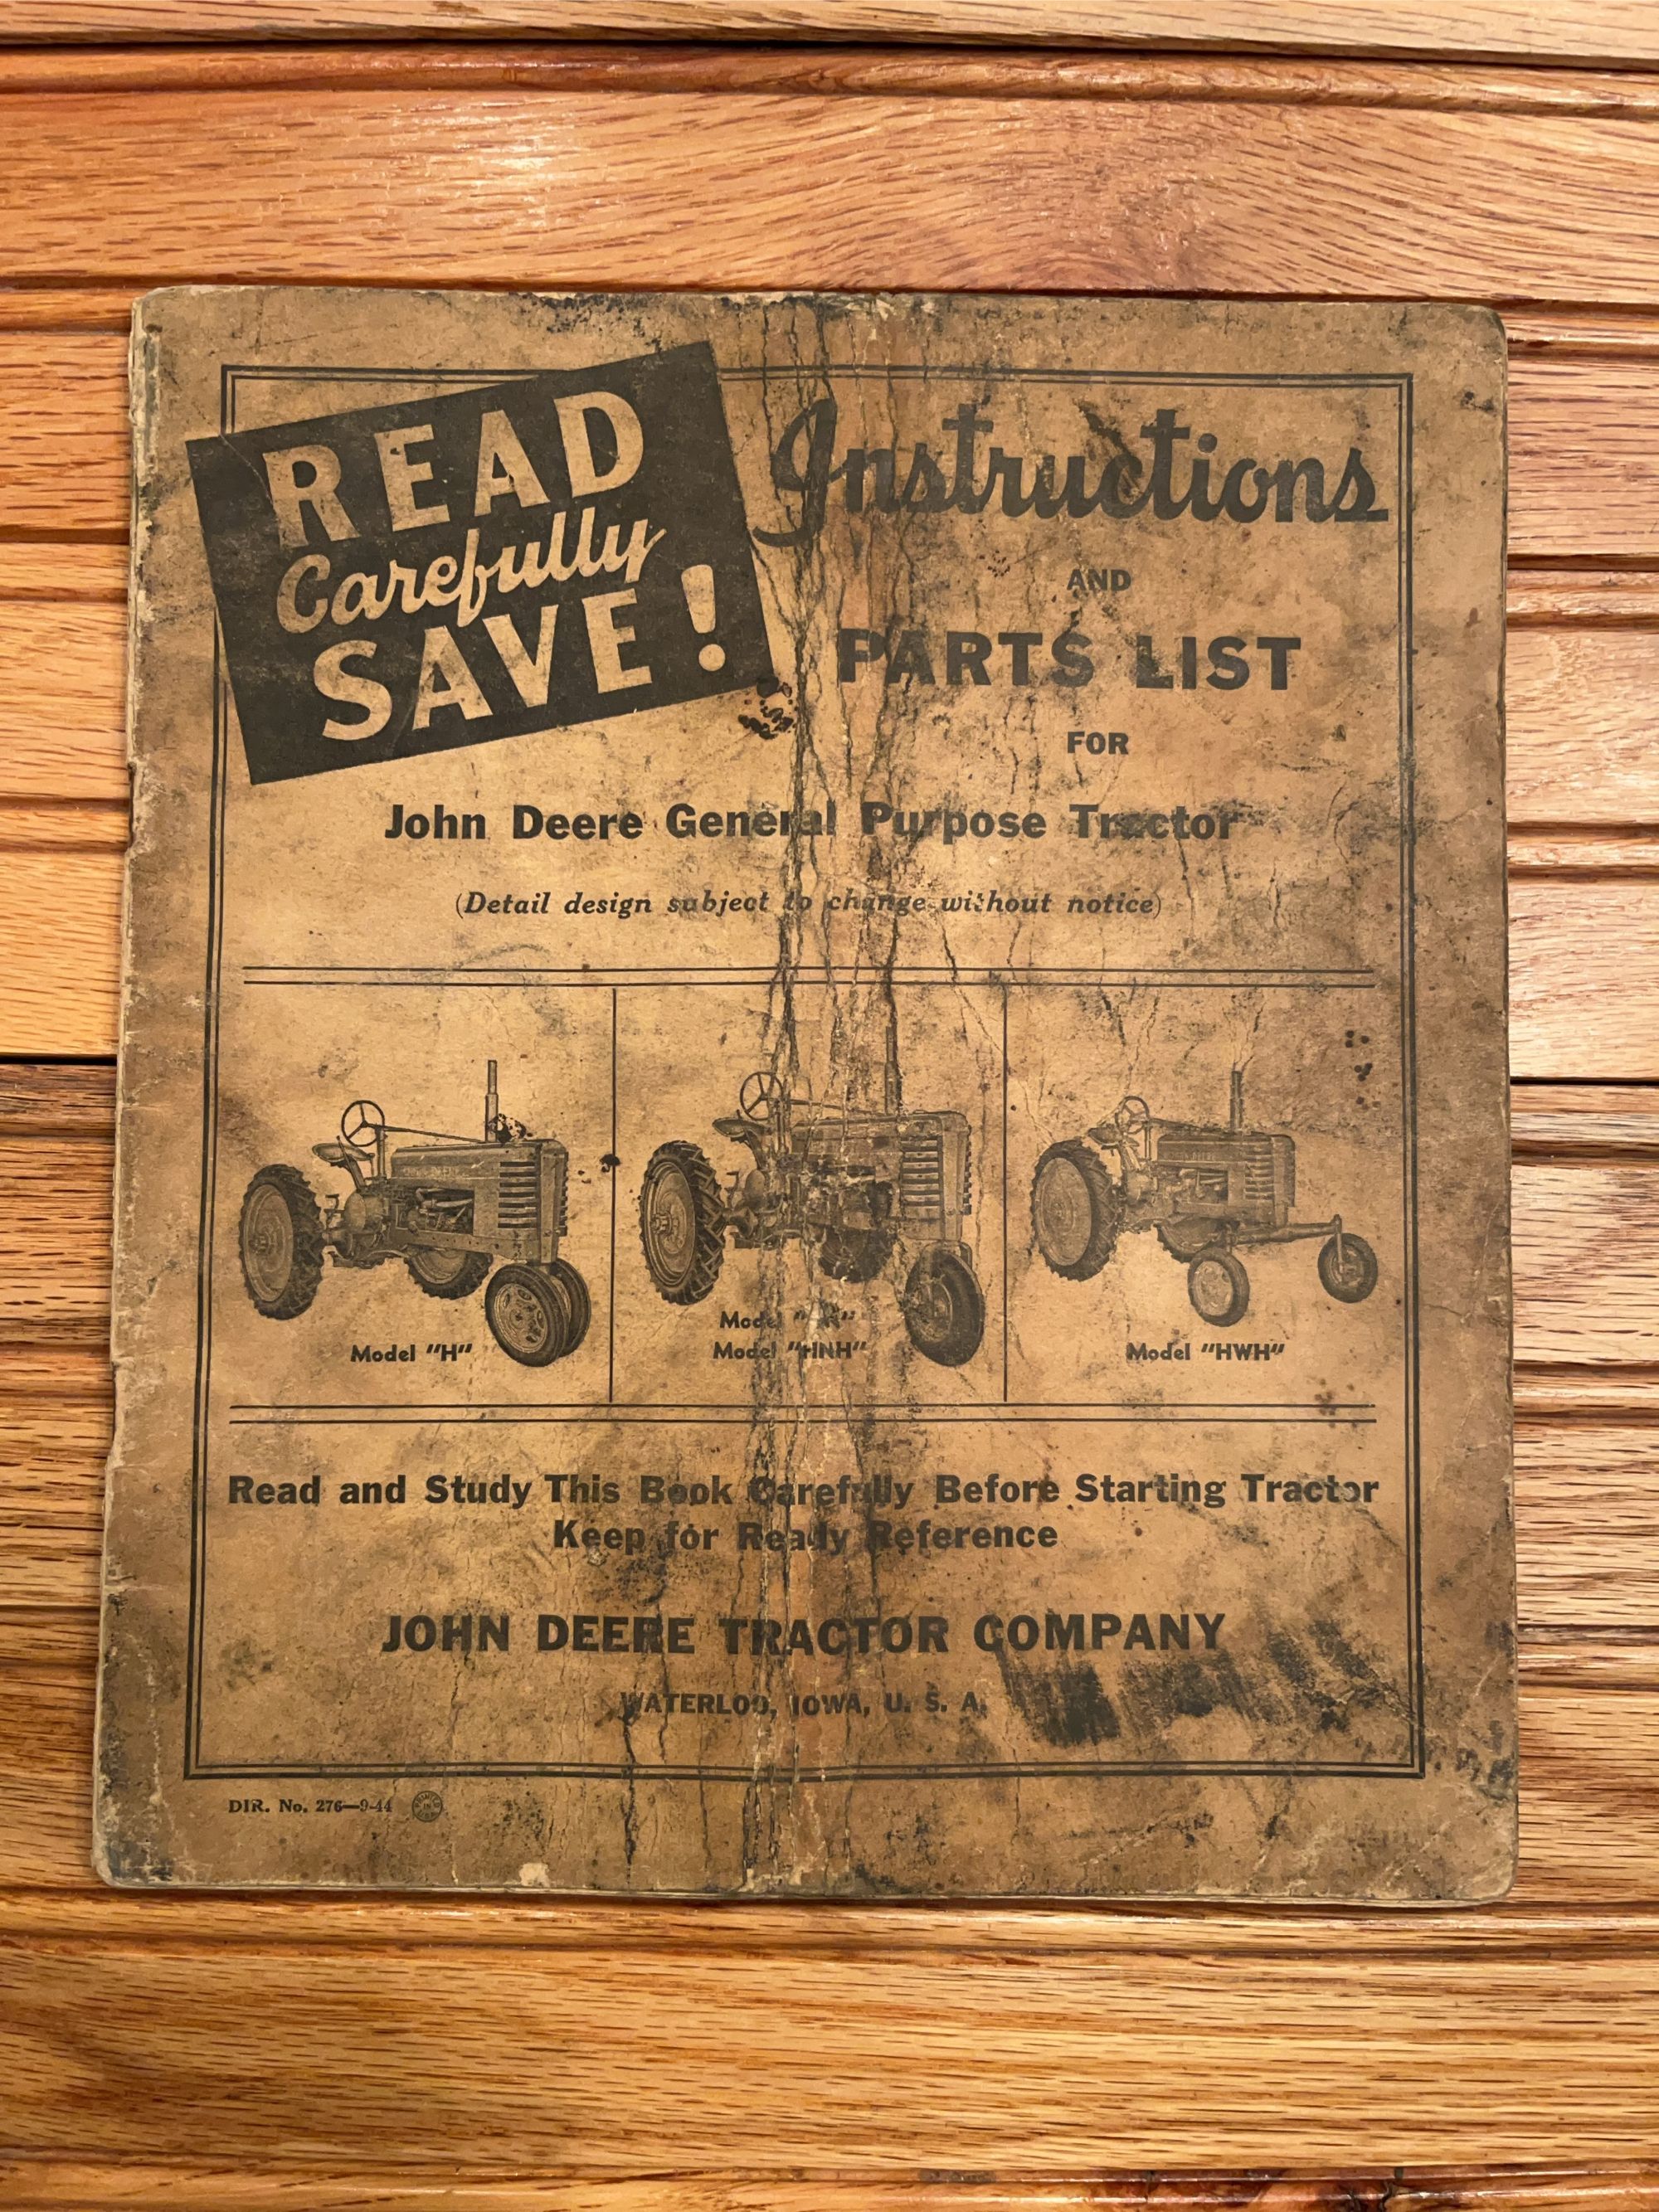 READ
Carefully
SAVE!
Instructions
AND
PARTS LIST
FOR
John Deere General Purpose Tractor
(Detail design subject to change without notice)
Model "H"
Model
Model "HNH"
Model "HWH"
Read and Study This Book Carefully Before Starting Tractor
Keep for Ready Reference
JOHN DEERE TRACTOR COMPANY
WATERLOO, IOWA, U. S. A.
DIR. No. 276—9-44